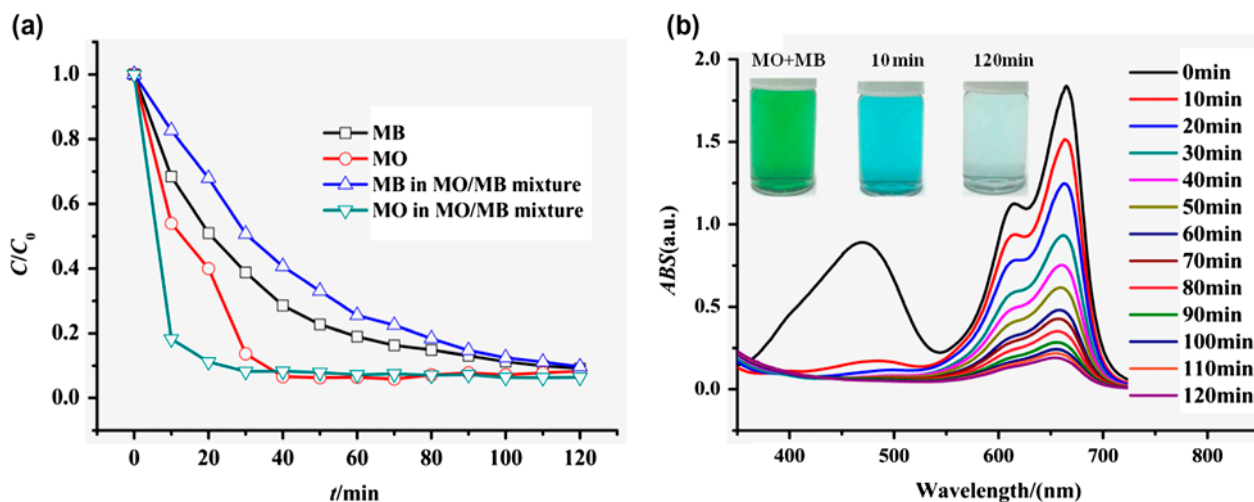 (a)
C/C0
1.0
0.8
0.6
0.4
0.2
0.0
MB
MO
MB in MO/MB mixture
MO in MO/MB mixture
0 20 40 60 80 100 120
t/min
(b)
ABS(a.u.)
2.0
1.5
1.0
0.5
0.0
MO+MB 10min 120min
0min
10min
20min
30min
40min
50min
60min
70min
80min
90min
100min
110min
120min
400 500 600 700 800
Wavelength/(nm)